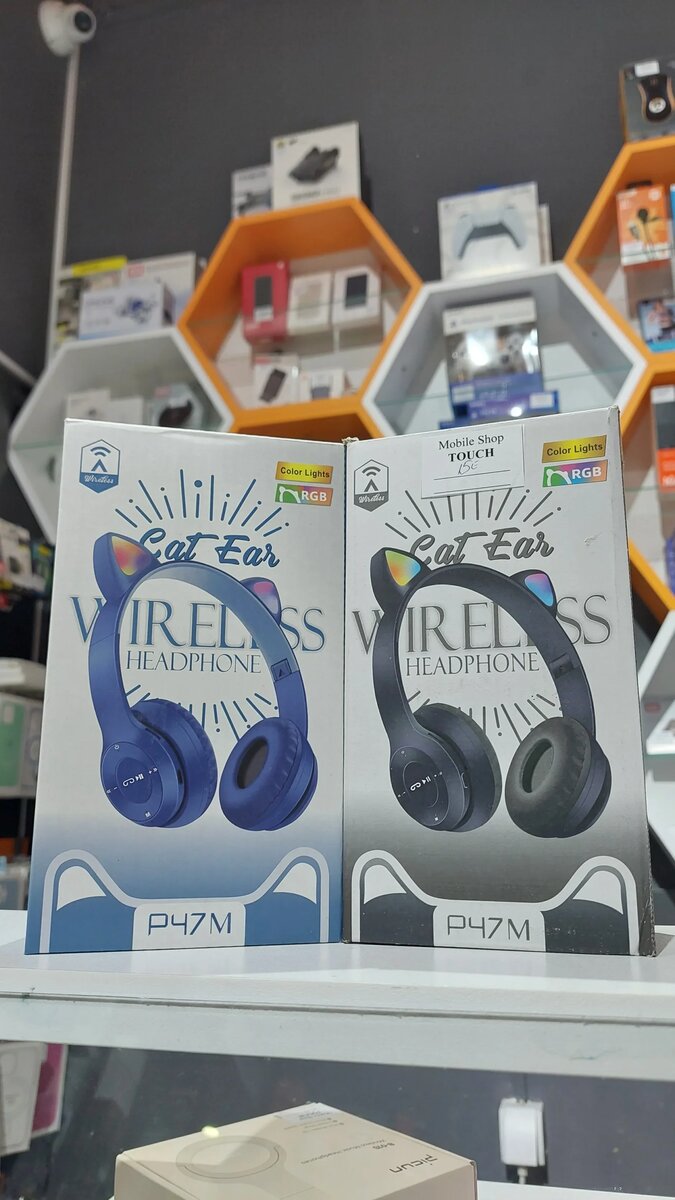 Wireless
Color Lights
RGB
Cat Ear
WIRELESS
HEADPHONE
P47M
Wireless
Mobile Shop
TOUCH
15€
Color Lights
RGB
Cat Ear
WIRELESS
HEADPHONE
P47M
picun